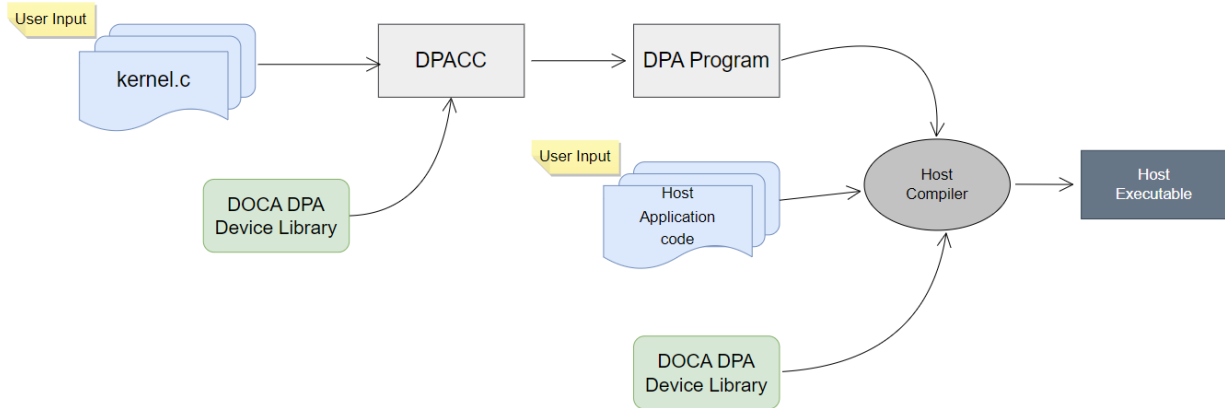 User Input
kernel.c
DPACC
DPA Program
DOCA DPA
Device Library
User Input
Host
Application
code
Host
Compiler
Host
Executable
DOCA DPA
Device Library